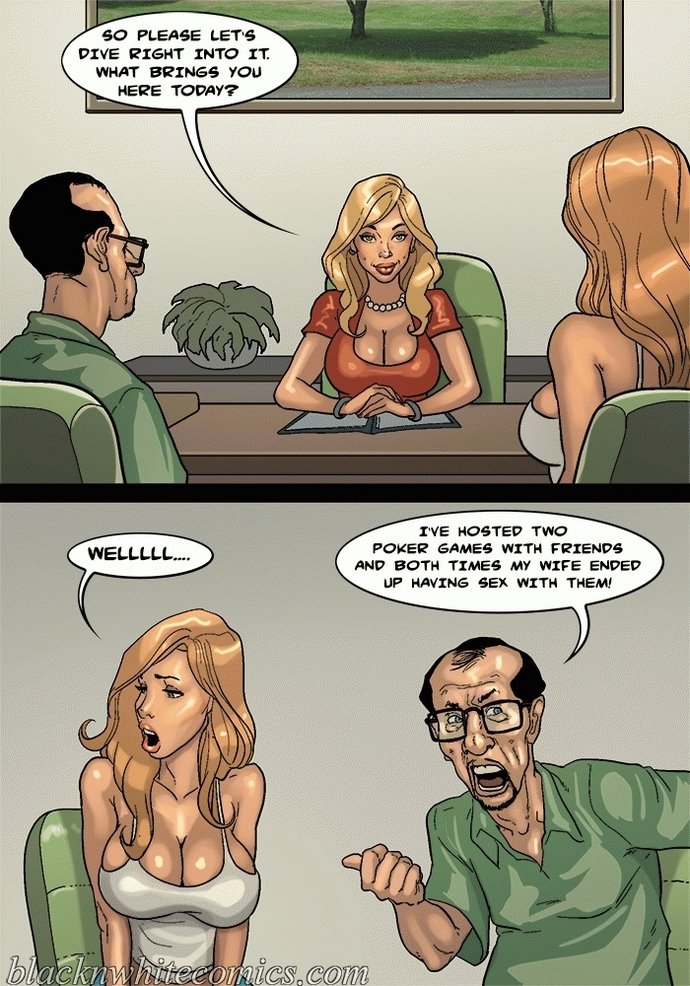 SO PLEASE LET'S
DIVE RIGHT INTO IT.
WHAT BRINGS YOU
HERE TODAY?
WELLLLL....
I'VE HOSTED TWO
POKER GAMES WITH FRIENDS
AND BOTH TIMES MY WIFE ENDED
UP HAVING SEX WITH THEM!
blacknwhitecomics.com